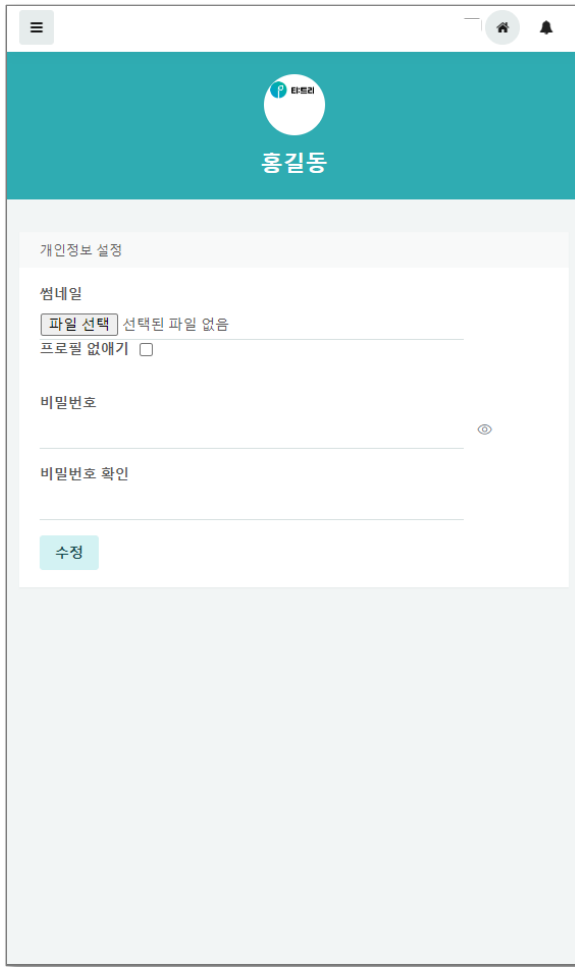 티트리
홍길동
개인정보 설정
썸네일
파일 선택 선택된 파일 없음
프로필 없애기
비밀번호
비밀번호 확인
수정